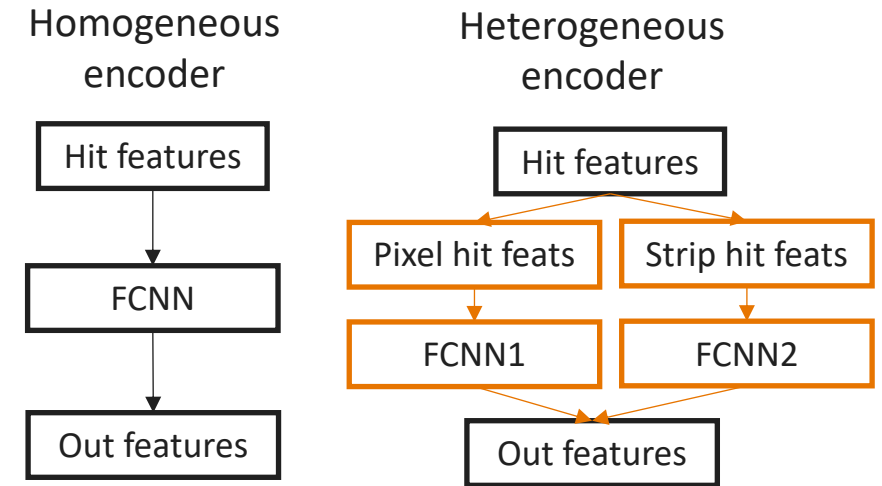 Homogeneous
encoder
Hit features
FCNN
Out features
Heterogeneous
encoder
Hit features
Pixel hit feats
Strip hit feats
FCNN1
FCNN2
Out features